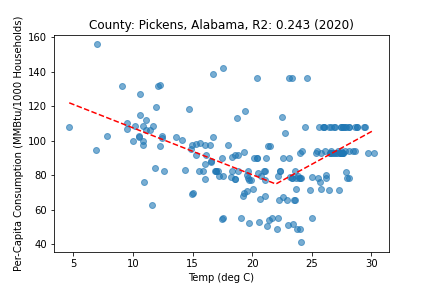 County: Pickens, Alabama, R2: 0.243 (2020)
Per-Capita Consumption (MMBtu/1000 Households)
160
140
120
100
80
60
40
5 10 15 20 25 30
Temp (deg C)